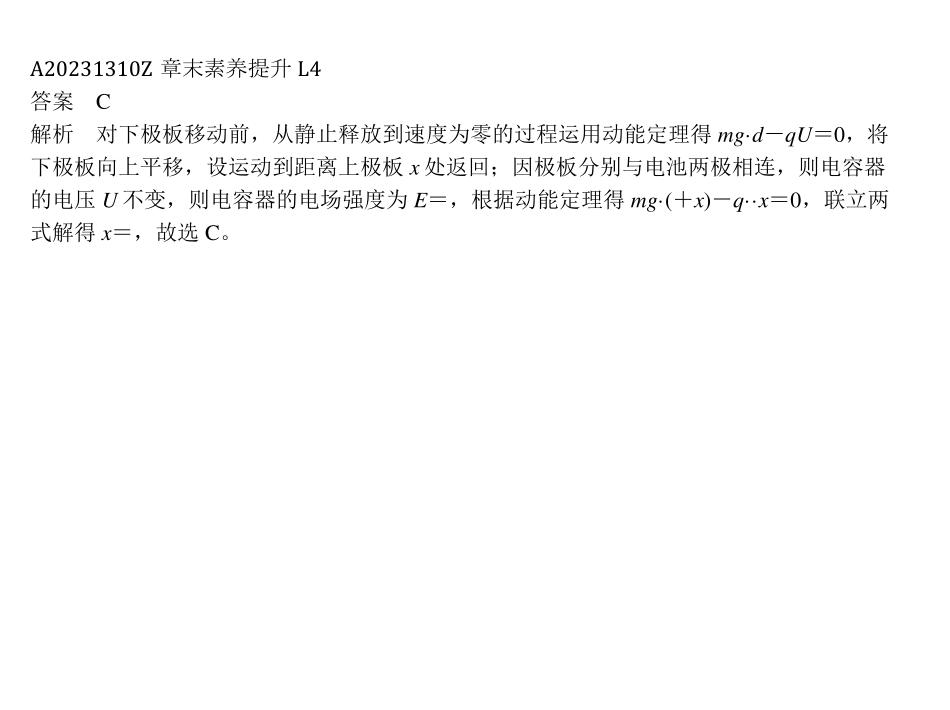 A20231310Z 章末素养提升 L4
答案　C
解析　对下极板移动前，从静止释放到速度为零的过程运用动能定理得 mg·d－qU＝0，将
下极板向上平移，设运动到距离上极板 x 处返回；因极板分别与电池两极相连，则电容器
的电压 U 不变，则电容器的电场强度为 E＝，根据动能定理得 mg·(＋x)－q··x＝0，联立两
式解得 x＝，故选 C。